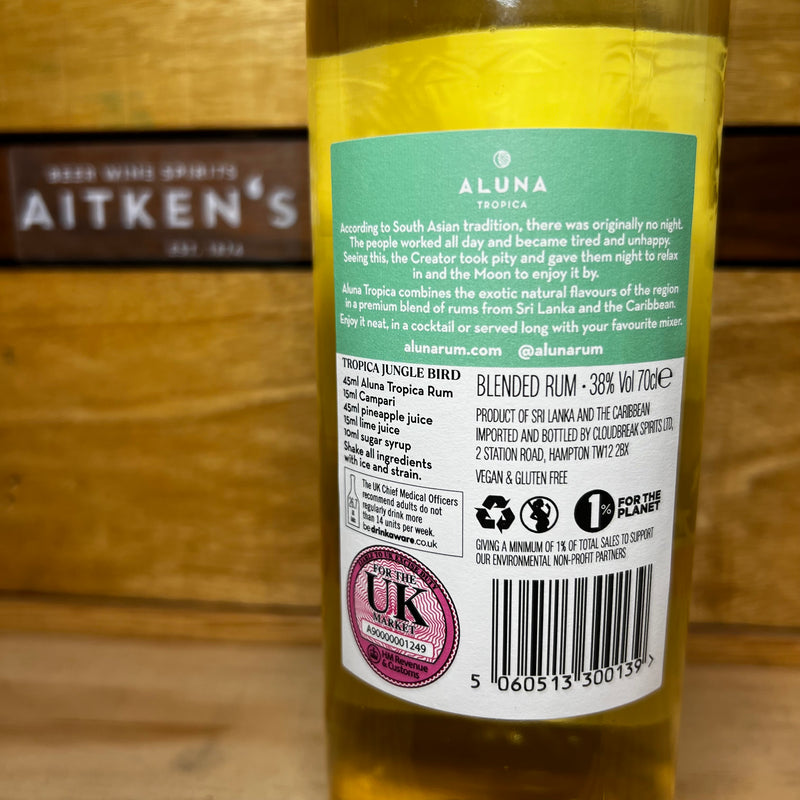 BEER WINE SPIRITS
AITKEN'S
EST. 1874
ALUNA
TROPICA
According to South Asian tradition, there was originally no night.
The people worked all day and became tired and unhappy.
Seeing this, the Creator took pity and gave them night to relax
in and the Moon to enjoy it by.
Aluna Tropica combines the exotic natural flavours of the region
in a premium blend of rums from Sri Lanka and the Caribbean.
Enjoy it neat, in a cocktail or served long with your favourite mixer.
alunarum.com @alunarum
TROPICA JUNGLE BIRD
45ml Aluna Tropica Rum
15ml Campari
45ml pineapple juice
15ml lime juice
10ml sugar syrup
Shake all ingredients
with ice and strain.
The UK Chief Medical Officers
recommend adults do not
regularly drink more
than 14 units per week.
bedrinkaware.co.uk
26.7
FOR THE
UK
MARKET
A90000001249
HM Revenue
& Customs
BLENDED RUM • 38% Vol 70cl℮
PRODUCT OF SRI LANKA AND THE CARIBBEAN
IMPORTED AND BOTTLED BY CLOUDBREAK SPIRITS LTD,
2 STATION ROAD, HAMPTON TW12 2BX
VEGAN & GLUTEN FREE
1%
FOR THE
PLANET
GIVING A MINIMUM OF 1% OF TOTAL SALES TO SUPPORT
OUR ENVIRONMENTAL NON-PROFIT PARTNERS
5 060513 300139 >